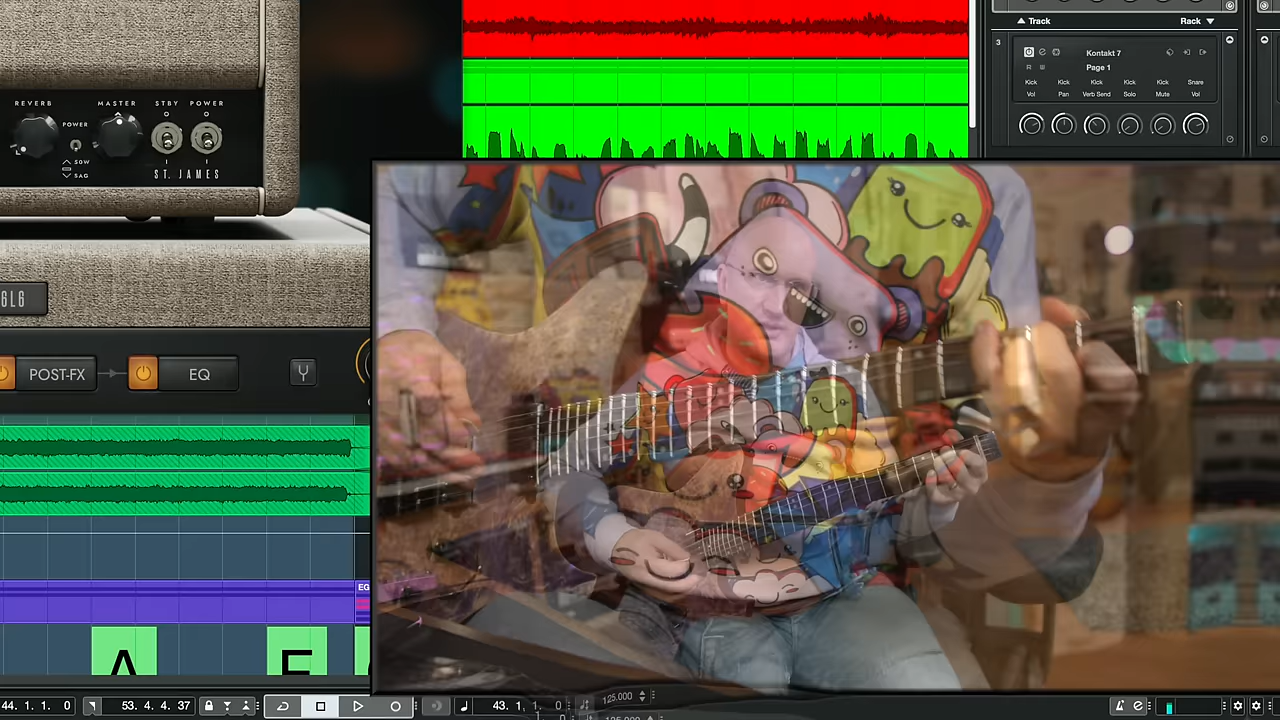 Track
Rack
3
Kontakt 7
Page 1
R W
Kick Kick Kick Kick Kick Snare
Vol Pan Verb Send Solo Mute Vol
REVERB MASTER STBY POWER
POWER
SAG
ST. JAMES
6L6
POST-FX
EQ
EG
A
44. 1. 1. 0
53. 4. 4. 37
43. 1. 1. 0
125,000